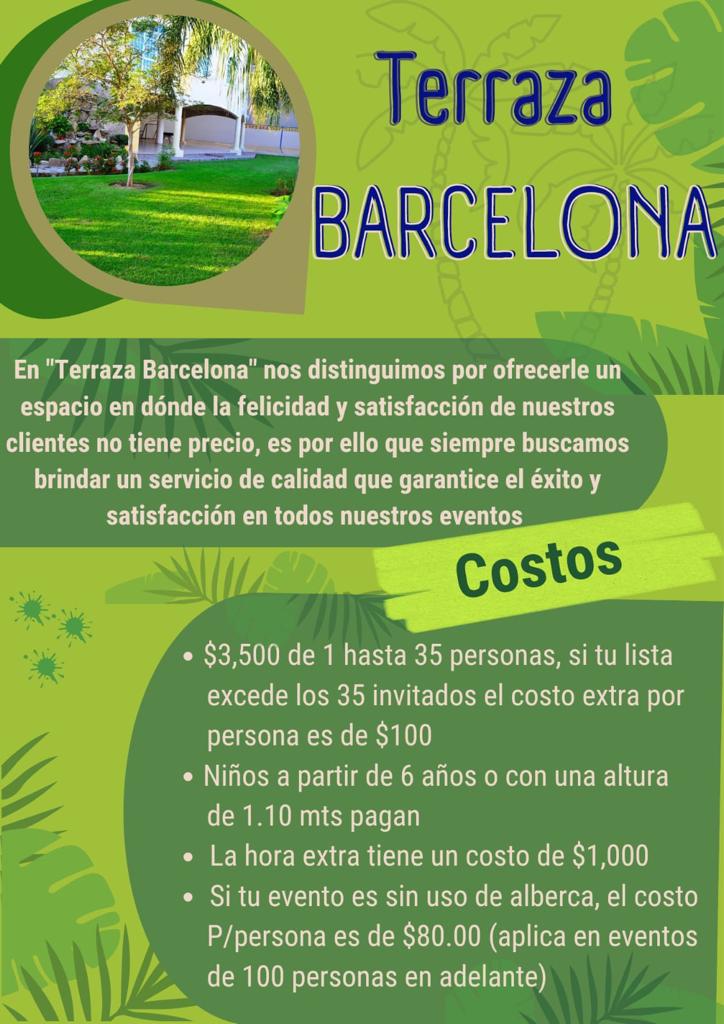 Terraza
BARCELONA
En "Terraza Barcelona" nos distinguimos por ofrecerle un
espacio en dónde la felicidad y satisfacción de nuestros
clientes no tiene precio, es por ello que siempre buscamos
brindar un servicio de calidad que garantice el éxito y
satisfacción en todos nuestros eventos
Costos
• $3,500 de 1 hasta 35 personas, si tu lista
excede los 35 invitados el costo extra por
persona es de $100
• Niños a partir de 6 años o con una altura
de 1.10 mts pagan
• La hora extra tiene un costo de $1,000
• Si tu evento es sin uso de alberca, el costo
P/persona es de $80.00 (aplica en eventos
de 100 personas en adelante)